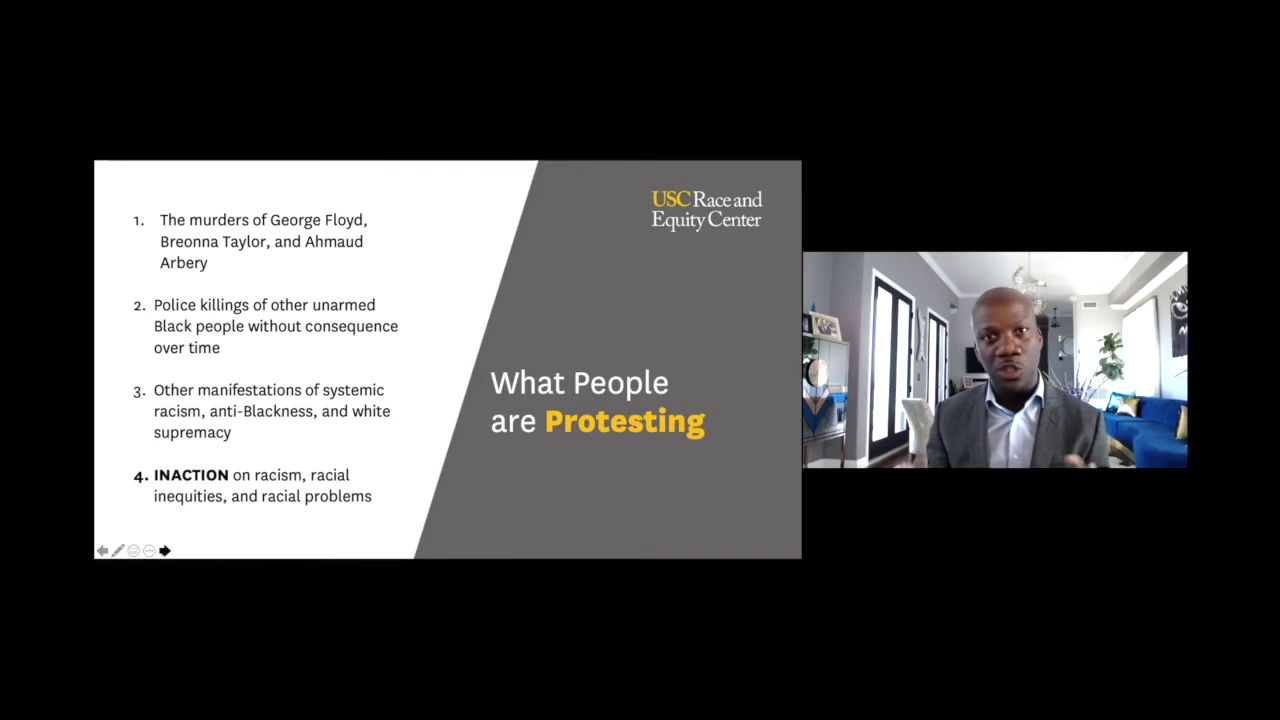 1. The murders of George Floyd,
Breonna Taylor, and Ahmaud
Arbery
2. Police killings of other unarmed
Black people without consequence
over time
3. Other manifestations of systemic
racism, anti-Blackness, and white
supremacy
4. INACTION on racism, racial
inequities, and racial problems
USC Race and
Equity Center
What People
are Protesting